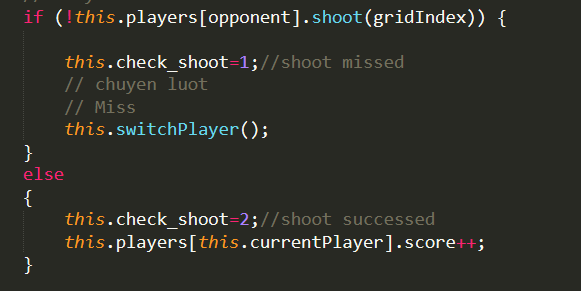 if (!this.players[opponent].shoot(gridIndex)) {
this.check_shoot=1;//shoot missed
// chuyen luot
// Miss
this.switchPlayer();
}
else
{
this.check_shoot=2;//shoot successed
this.players[this.currentPlayer].score++;
}